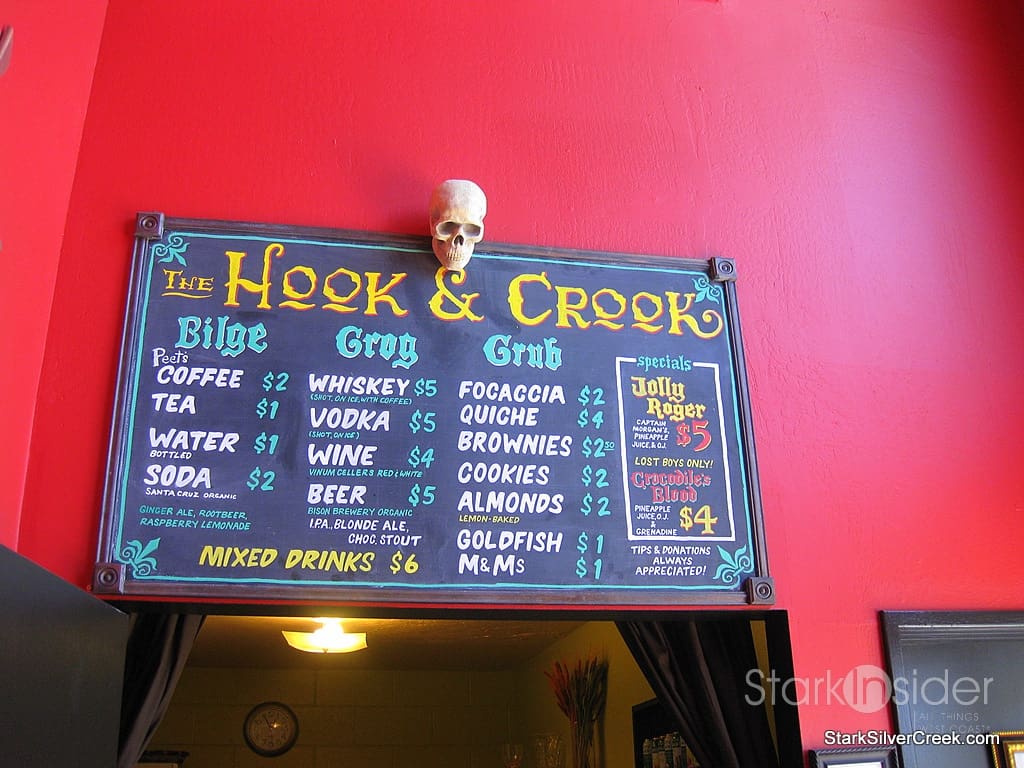 THE HOOK & CROOK
Bilge
Peet's
COFFEE $2
TEA $1
WATER $1
BOTTLED
SODA $2
SANTA CRUZ ORGANIC
GINGER ALE, ROOTBEER,
RASPBERRY LEMONADE
Grog
WHISKEY $5
(SHOT, ON ICE, WITH COFFEE)
VODKA $5
(SHOT, ON ICE)
WINE $4
VINUM CELLERS RED & WHITE
BEER $5
BISON BREWERY ORGANIC
I.P.A., BLONDE ALE,
CHOC. STOUT
MIXED DRINKS $6
Grub
FOCACCIA $2
QUICHE $4
BROWNIES $2 50
COOKIES $2
ALMONDS $2
LEMON-BAKED
GOLDFISH $1
M&MS $1
specials
Jolly
Roger
CAPTAIN
MORGAN'S,
PINEAPPLE
JUICE, & O.J.
$5
LOST BOYS ONLY!
Crocodile's
Blood
PINEAPPLE
JUICE, O.J.
&
GRENADINE
$4
TIPS & DONATIONS
ALWAYS
APPRECIATED!
StarkInsider
ALL THINGS
WEST COAST
StarkSilverCreek.com